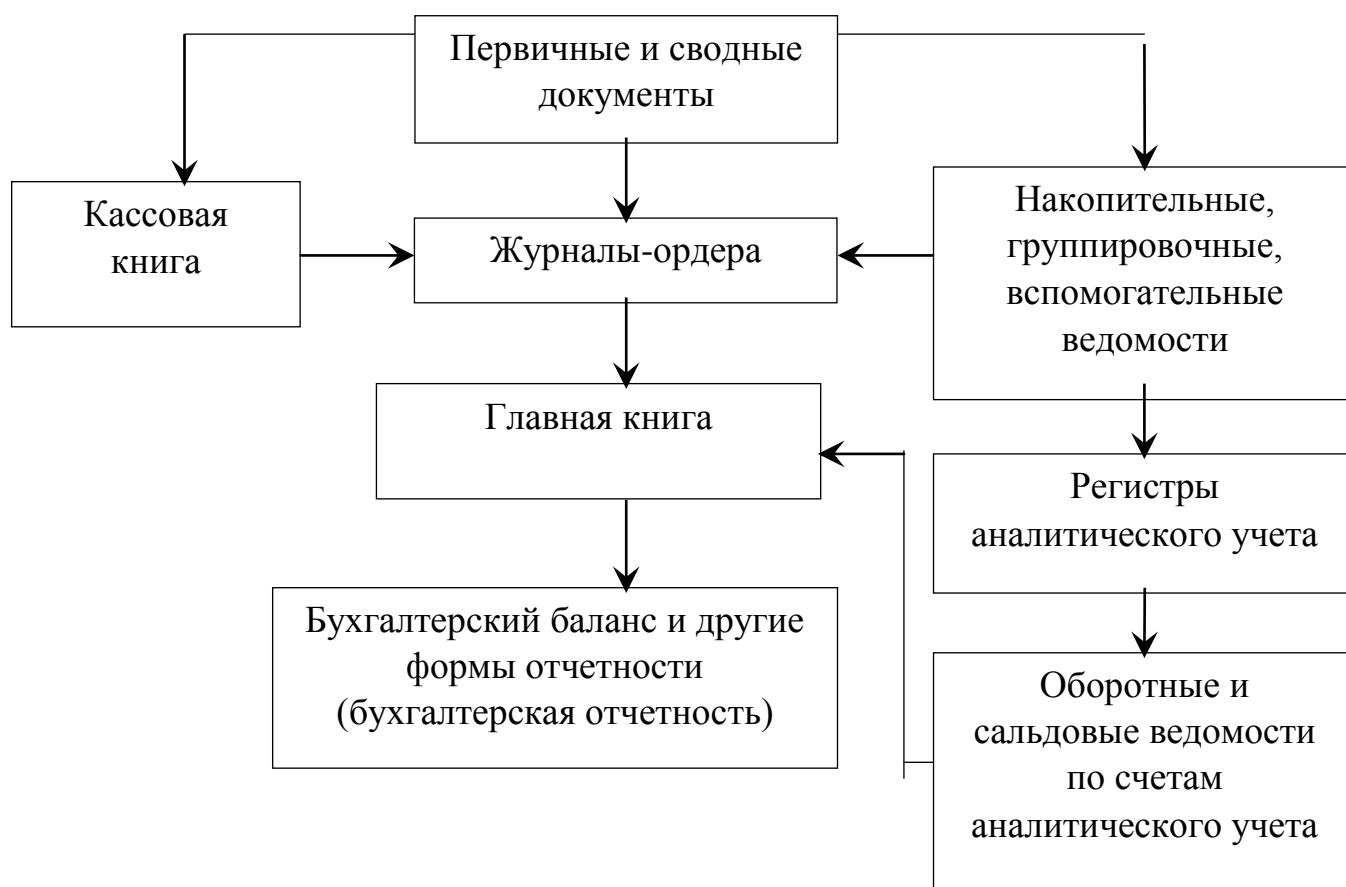 Первичные и сводные
документы
Кассовая
книга
Журналы-ордера
Накопительные,
группировочные,
вспомогательные
ведомости
Главная книга
Регистры
аналитического учета
Бухгалтерский баланс и другие
формы отчетности
(бухгалтерская отчетность)
Оборотные и
сальдовые ведомости
по счетам
аналитического учета